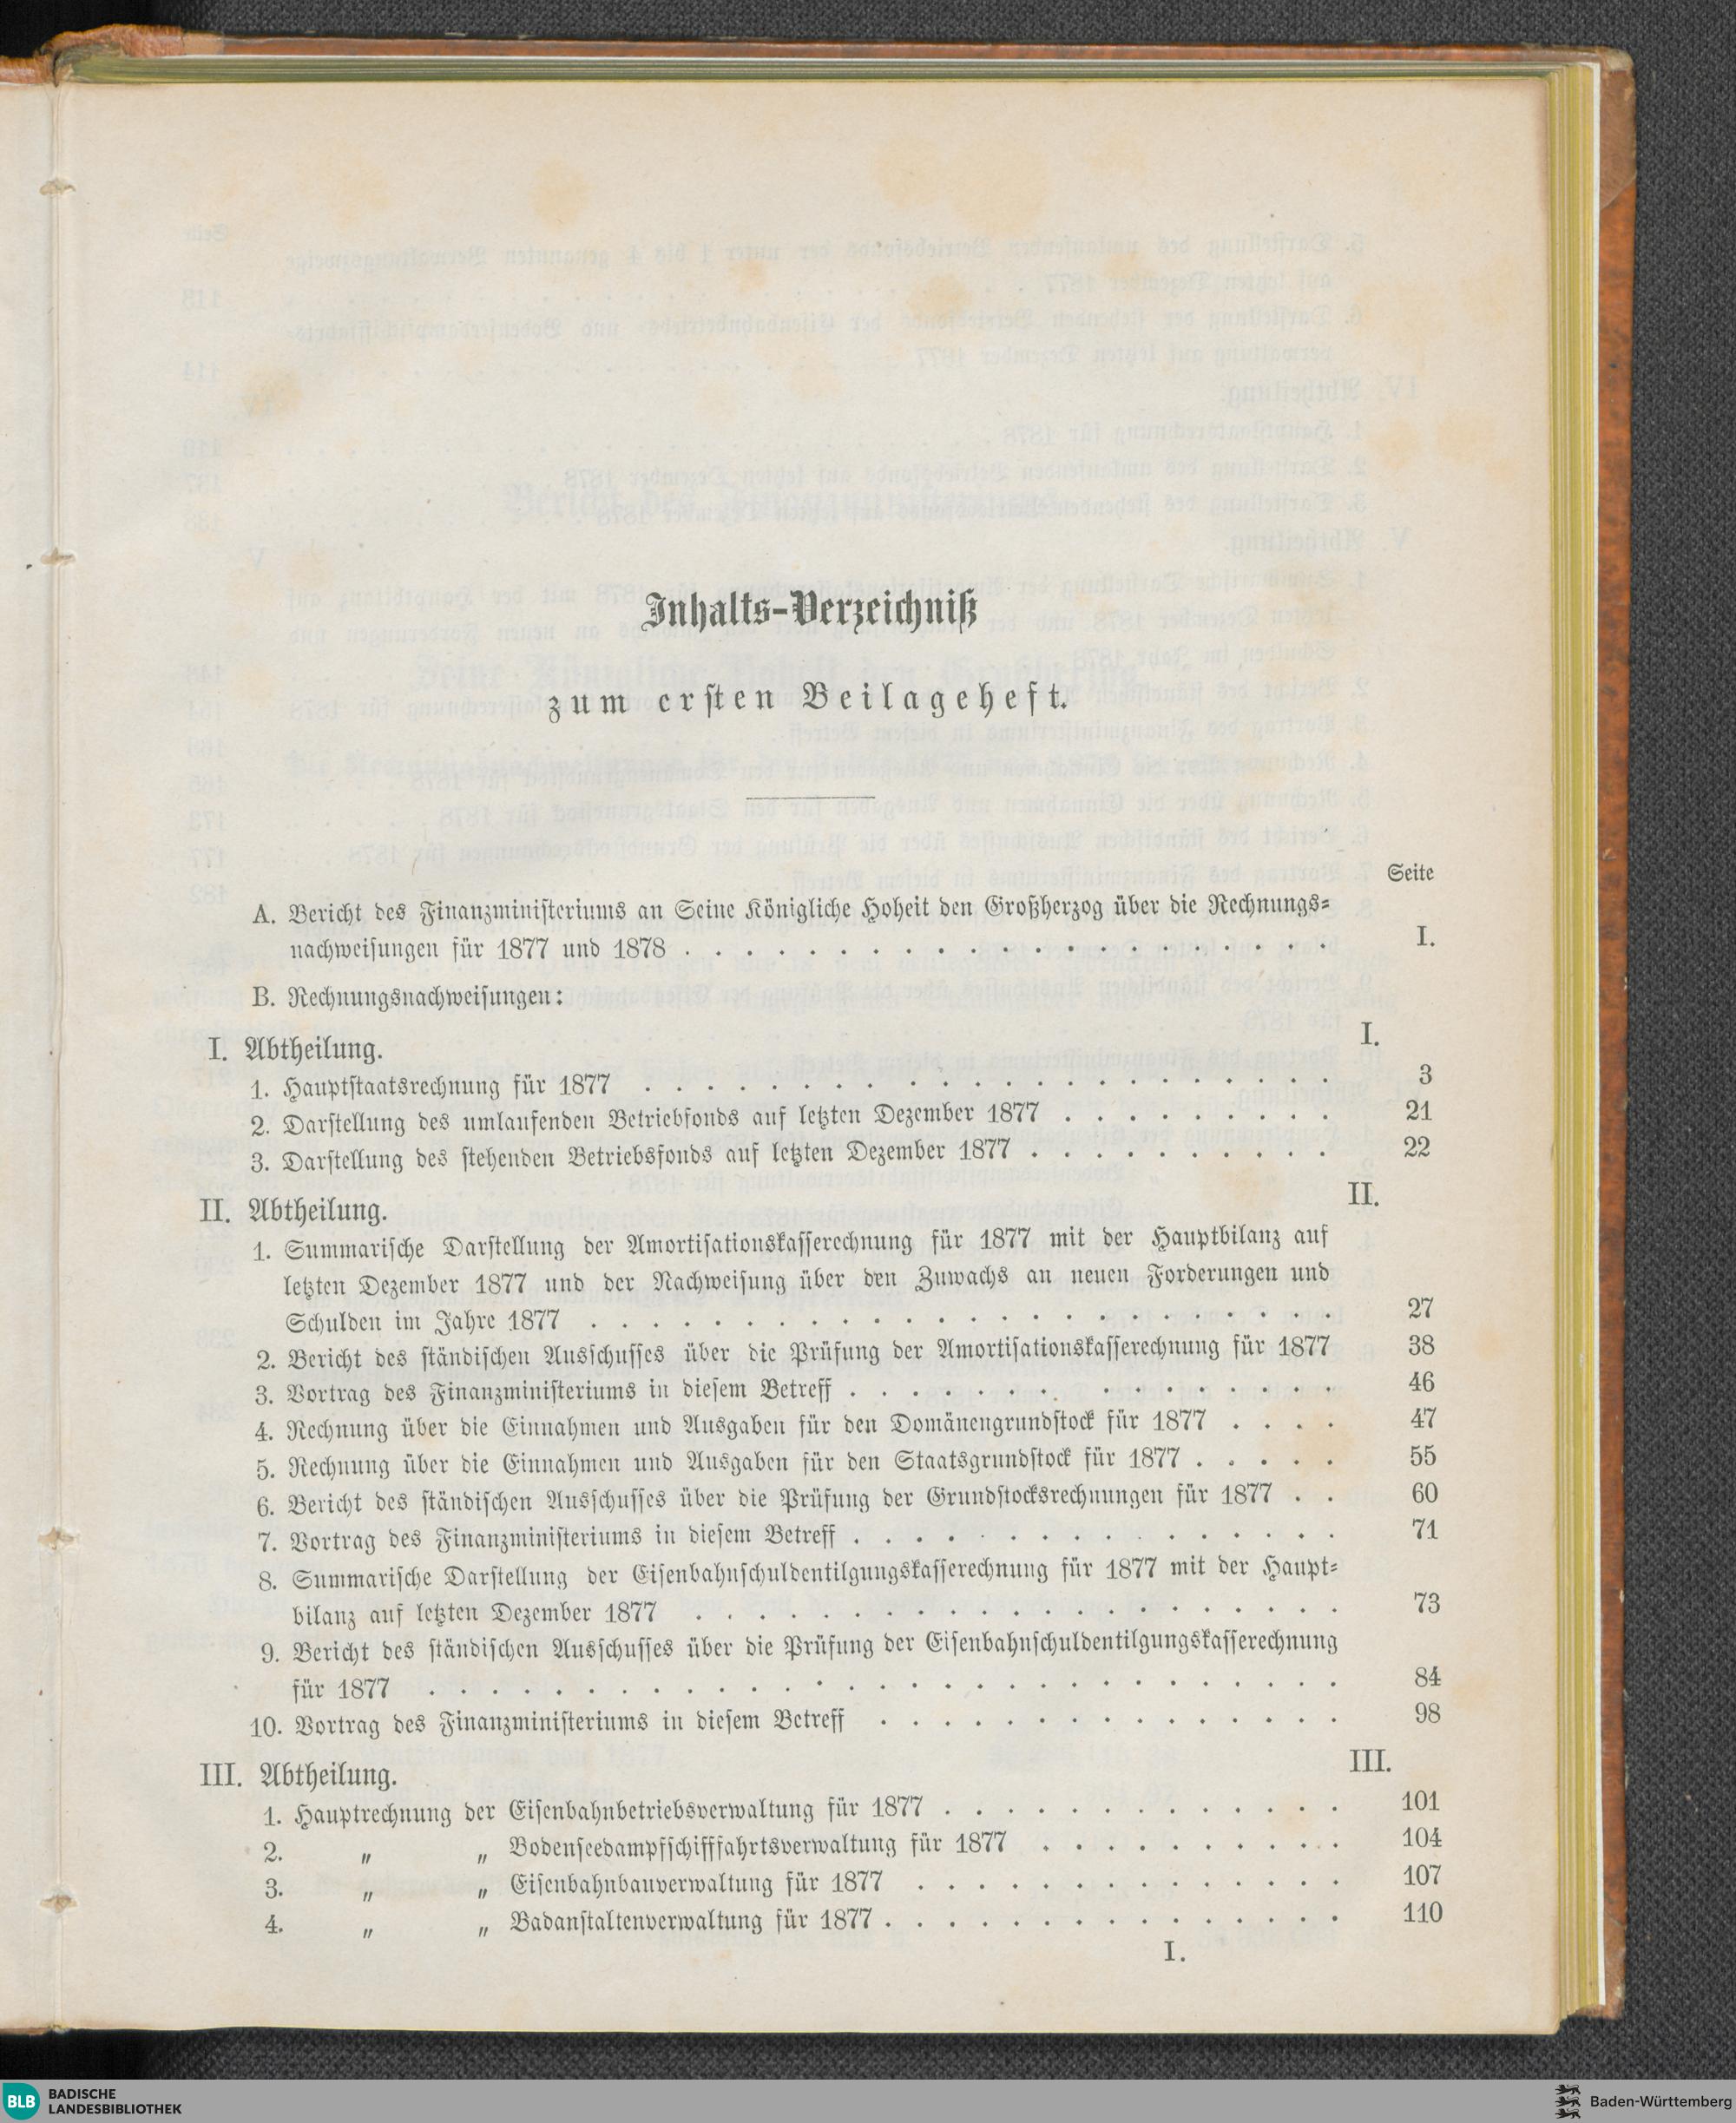 Inhalts-Verzeichniß
zum ersten Beilageheft.
Seite
A. Bericht des Finanzministeriums an Seine Königliche Hoheit den Großherzog über die Rechnungs-
nachweisungen für 1877 und 1878 . . . . . . . . . . . . . . . . . . . . . . I.
B. Rechnungsnachweisungen:
I. Abtheilung. I.
1. Hauptstaatsrechnung für 1877 . . . . . . . . . . . . . . . . . . . . . . . 3
2. Darstellung des umlaufenden Betriebfonds auf letzten Dezember 1877 . . . . . . . . . 21
3. Darstellung des stehenden Betriebsfonds auf letzten Dezember 1877 . . . . . . . . . . 22
II. Abtheilung. II.
1. Summarische Darstellung der Amortisationskasserechnung für 1877 mit der Hauptbilanz auf
letzten Dezember 1877 und der Nachweisung über den Zuwachs an neuen Forderungen und
Schulden im Jahre 1877 . . . . . . . . . . . . . . . . . . . . . . . . . 27
2. Bericht des ständischen Ausschusses über die Prüfung der Amortisationskasserechnung für 1877 38
3. Vortrag des Finanzministeriums in diesem Betreff . . . . . . . . . . . . . . . . 46
4. Rechnung über die Einnahmen und Ausgaben für den Domänengrundstock für 1877 . . . . 47
5. Rechnung über die Einnahmen und Ausgaben für den Staatsgrundstock für 1877 . . . . . 55
6. Bericht des ständischen Ausschusses über die Prüfung der Grundstocksrechnungen für 1877 . . 60
7. Vortrag des Finanzministeriums in diesem Betreff . . . . . . . . . . . . . . . . 71
8. Summarische Darstellung der Eisenbahnschuldentilgungskasserechnung für 1877 mit der Haupt-
bilanz auf letzten Dezember 1877 . . . . . . . . . . . . . . . . . . . . . 73
9. Bericht des ständischen Ausschusses über die Prüfung der Eisenbahnschuldentilgungskasserechnung
für 1877 . . . . . . . . . . . . . . . . . . . . . . . . . . . . . . 84
10. Vortrag des Finanzministeriums in diesem Betreff . . . . . . . . . . . . . . . 98
III. Abtheilung. III.
1. Hauptrechnung der Eisenbahnbetriebsverwaltung für 1877 . . . . . . . . . . . . . 101
2. „ „ Bodenseedampfschifffahrtsverwaltung für 1877 . . . . . . . . . . 104
3. „ „ Eisenbahnbauverwaltung für 1877 . . . . . . . . . . . . . . 107
4. „ „ Badanstaltenverwaltung für 1877 . . . . . . . . . . . . . . . 110
I.
BLB BADISCHE
LANDESBIBLIOTHEK
Baden-Württemberg